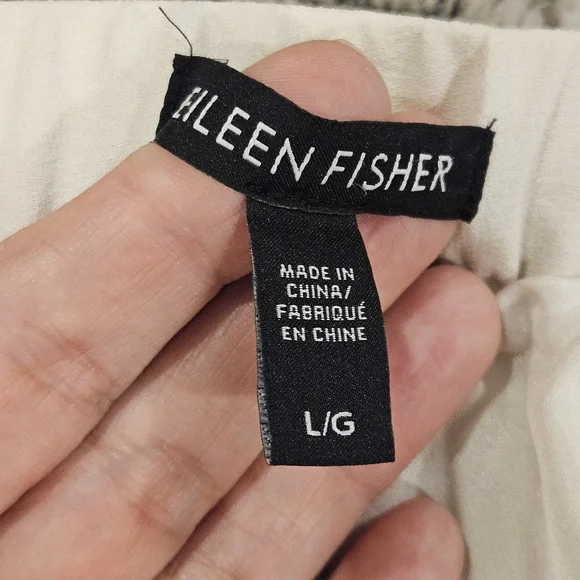 EILEEN FISHER
MADE IN
CHINA/
FABRIQUÉ
EN CHINE
L/G